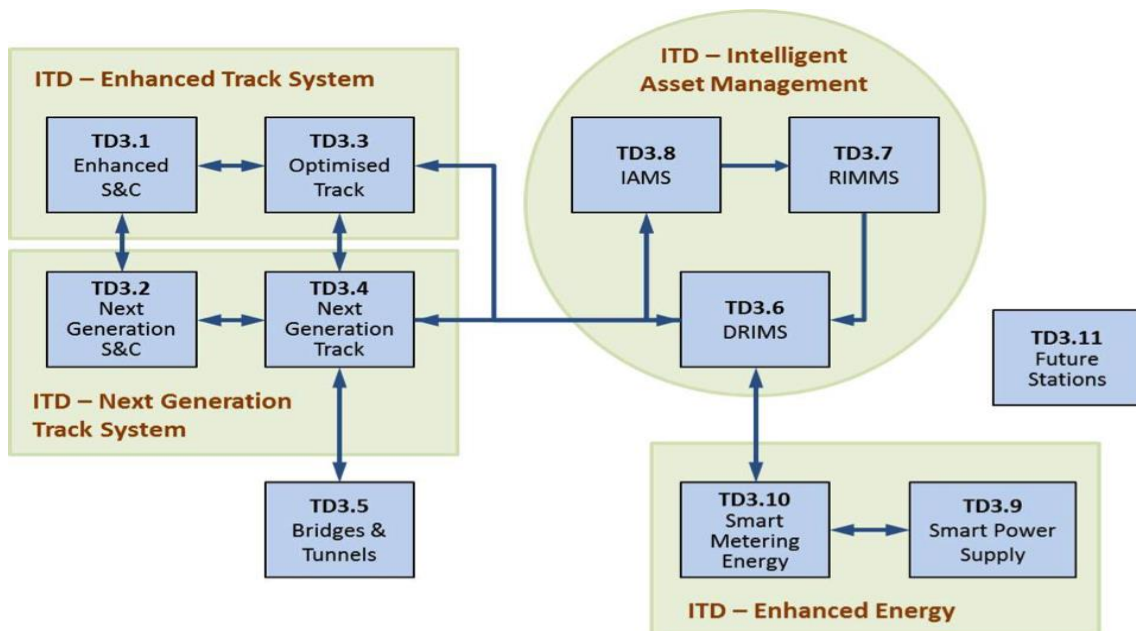 ITD – Enhanced Track System
TD3.1
Enhanced
S&C
TD3.3
Optimised
Track
TD3.2
Next
Generation
S&C
TD3.4
Next
Generation
Track
ITD – Next Generation
Track System
TD3.5
Bridges &
Tunnels
ITD – Intelligent
Asset Management
TD3.8
IAMS
TD3.7
RIMMS
TD3.6
DRIMS
TD3.11
Future
Stations
TD3.10
Smart
Metering
Energy
TD3.9
Smart Power
Supply
ITD – Enhanced Energy